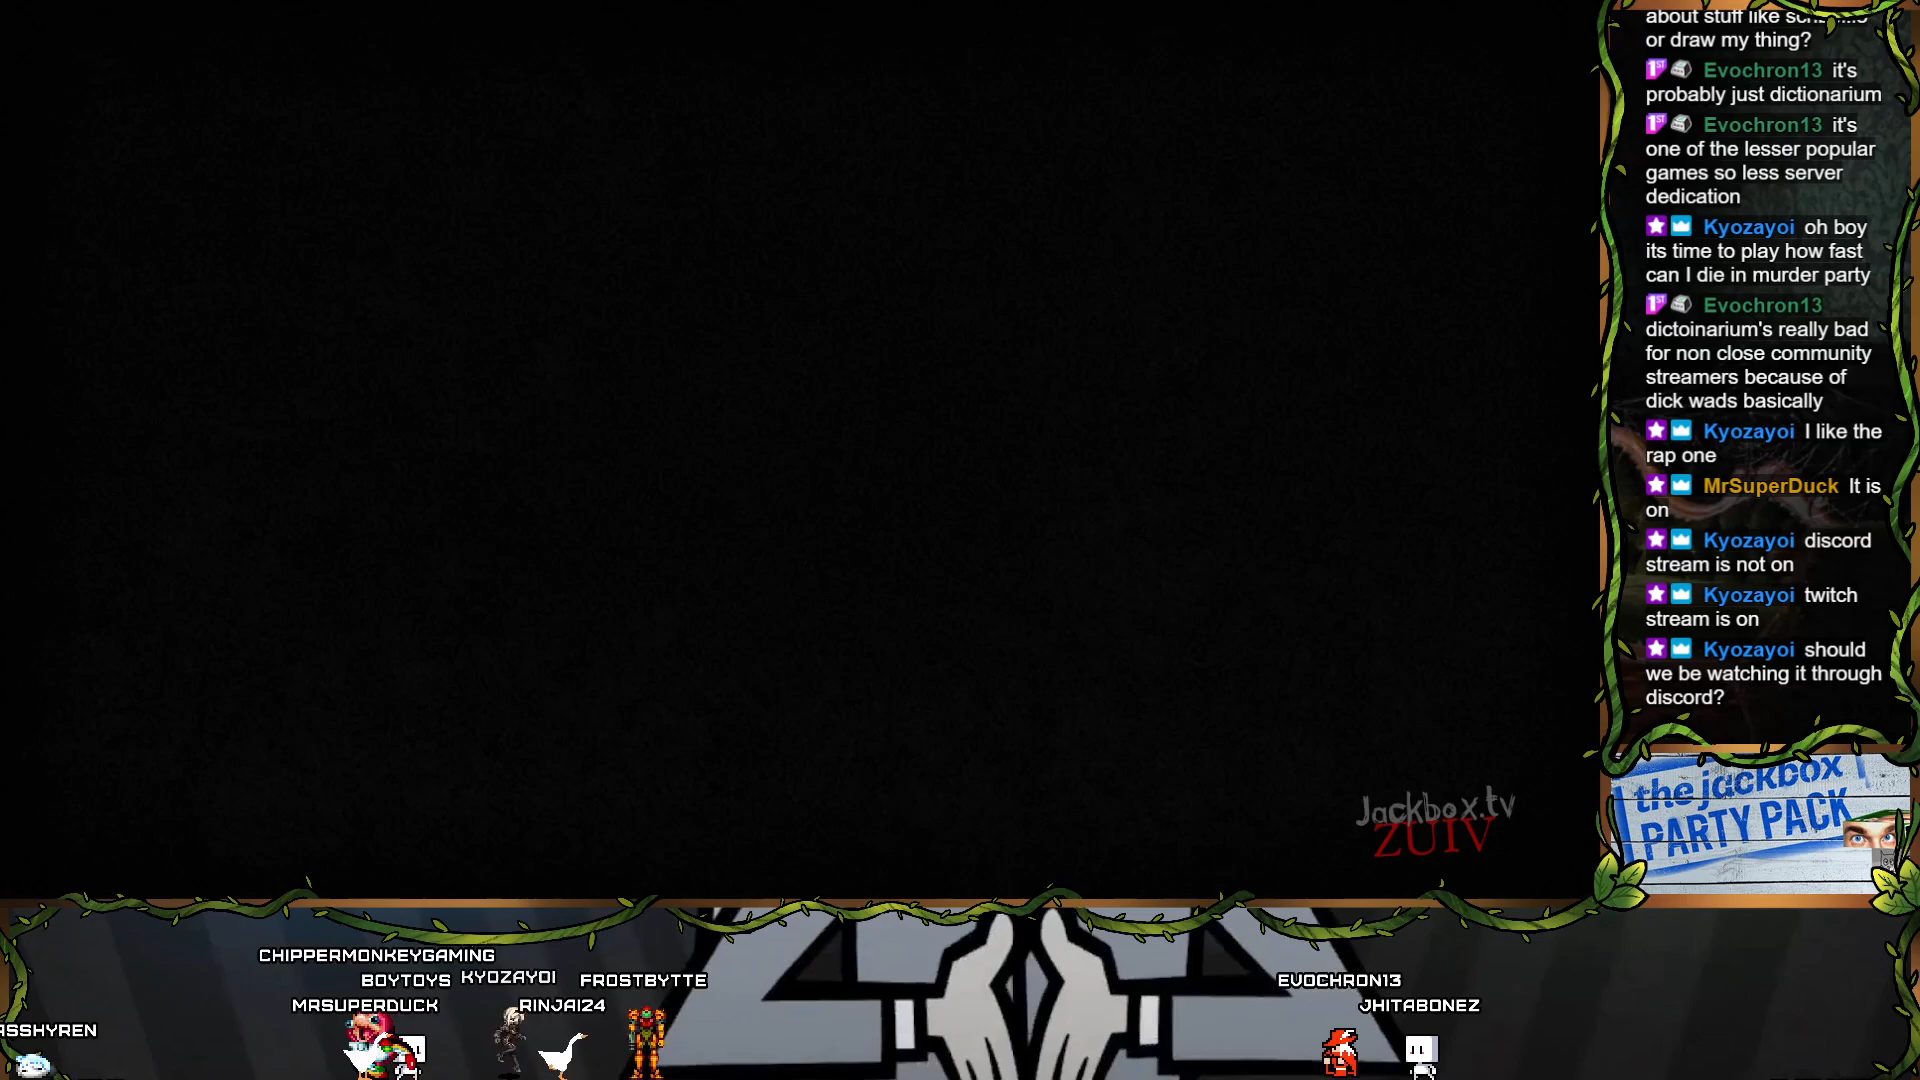 about stuff like
or draw my thing?
Evochron13 it's
probably just dictionarium
Evochron13 it's
one of the lesser popular
games so less server
dedication
Kyozayoi oh boy
its time to play how fast
can I die in murder party
Evochron13
dictoinarium's really bad
for non close community
streamers because of
dick wads basically
Kyozayoi I like the
rap one
MrSuperDuck It is
on
Kyozayoi discord
stream is not on
Kyozayoi twitch
stream is on
Kyozayoi should
we be watching it through
discord?
Jackbox.tv
ZUIV
the jackbox
PARTY PACK
CHIPPERMONKEYGAMING
BOYTOYS KYOZAYOI FROSTBYTTE
EVOCHRON13
MRSUPERDUCK RINJAI24
JHITABONEZ
ASSHYREN